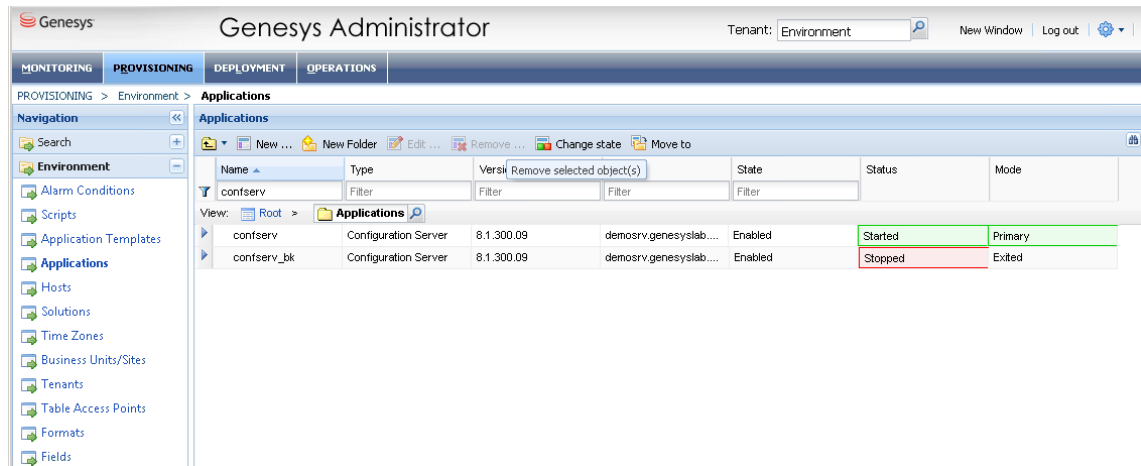 Genesys
Genesys Administrator
Tenant: Environment
New Window | Log out
MONITORING PROVISIONING DEPLOYMENT OPERATIONS
PROVISIONING > Environment > Applications
Navigation
Applications
Search
New ... New Folder Edit ... Remove ... Change state Move to
Environment
Name Type Versi State Status Mode
Remove selected object(s)
Alarm Conditions
confserv Filter Filter Filter Filter
Scripts
View: Root > Applications
Application Templates
confserv Configuration Server 8.1.300.09 demosrv.genesyslab.... Enabled Started Primary
confserv_bk Configuration Server 8.1.300.09 demosrv.genesyslab.... Enabled Stopped Exited
Applications
Hosts
Solutions
Time Zones
Business Units/Sites
Tenants
Table Access Points
Formats
Fields